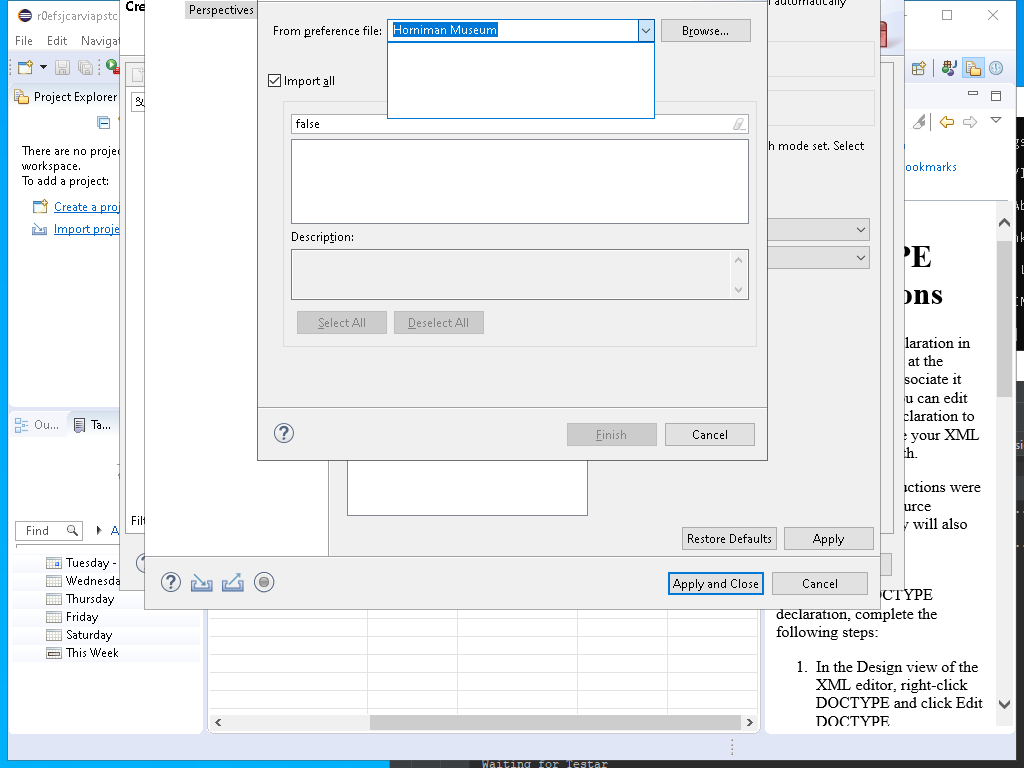 r0efsjcarviapstc
Cre
Perspectives
automatically
File Edit Navigat
From preference file: Horniman Museum Browse...
Import all
Project Explorer
false
There are no projec
workspace.
To add a project:
h mode set. Select
ookmarks
Create a proj
Import proje
Description:
PE
ons
Select All Deselect All
laration in
at the
sociate it
u can edit
claration to
e your XML
th.
Ou... Ta...
Finish Cancel
uctions were
urce
y will also
Filt
Find A
Restore Defaults Apply
Tuesday -
Wednesda
Thursday
Friday
Saturday
This Week
Apply and Close Cancel
OCTYPE
declaration, complete the
following steps:
1. In the Design view of the
XML editor, right-click
DOCTYPE and click Edit
DOCTYPE
Waiting for Testar